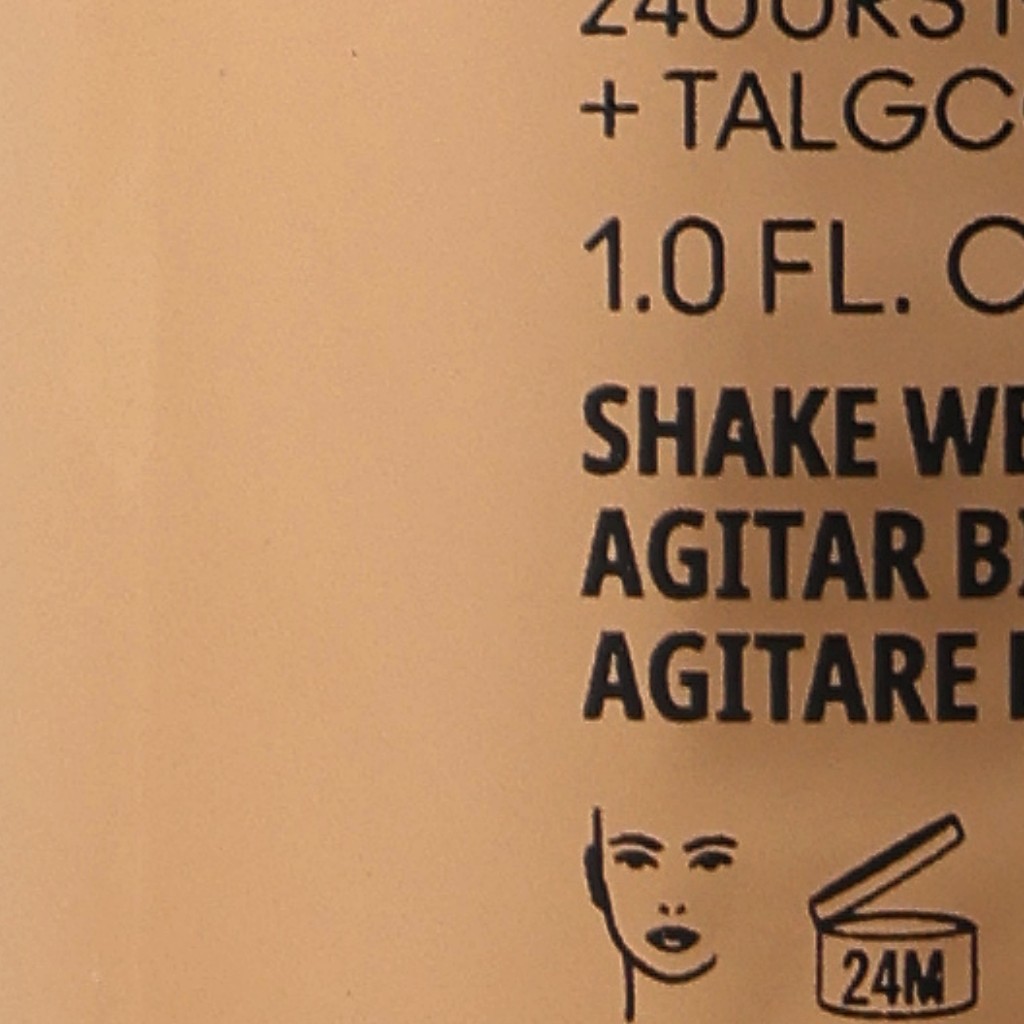 + TALGC
1.0 FL. O
SHAKE WE
AGITAR B
AGITARE
24M